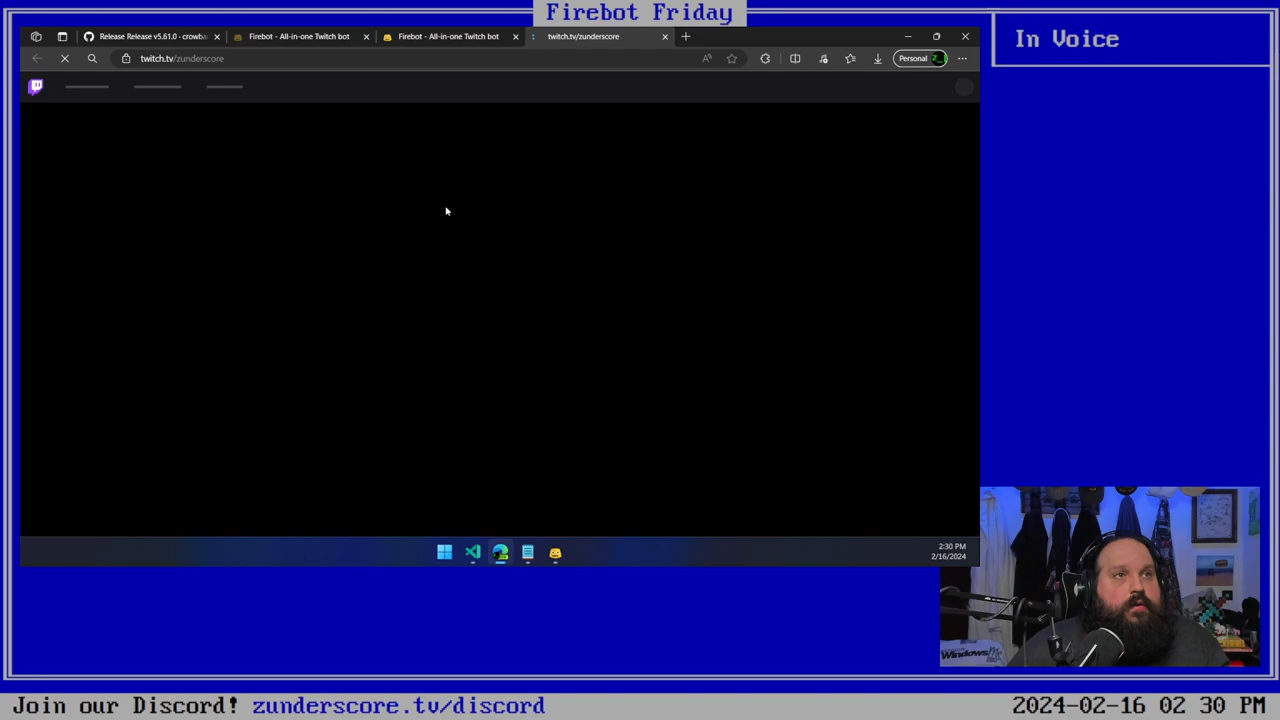 Firebot Friday
Release Release v5.61.0 · crowba
Firebot - All-in-one Twitch bot
Firebot - All-in-one Twitch bot
twitch.tv/zunderscore
twitch.tv/zunderscore
Personal
In Voice
2:30 PM
2/16/2024
Windows
Join our Discord! zunderscore.tv/discord
2024-02-16 02 30 PM